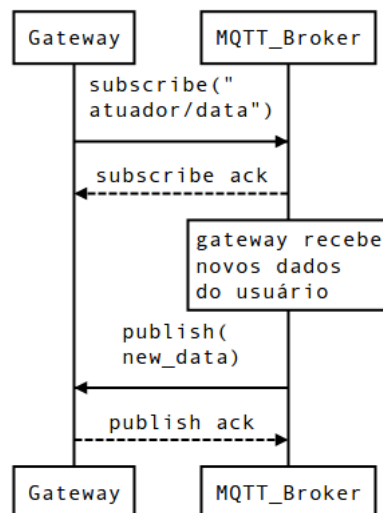 Gateway
MQTT_Broker
subscribe("
atuador/data")
subscribe ack
gateway recebe
novos dados
do usuário
publish(
new_data)
publish ack
Gateway
MQTT_Broker